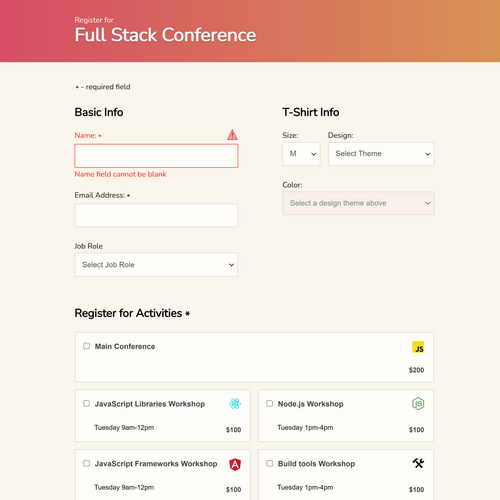 Register for
Full Stack Conference
* - required field
Basic Info
Name: *
Name field cannot be blank
Email Address: *
Job Role
Select Job Role
T-Shirt Info
Size:
Design:
M
Select Theme
Color:
Select a design theme above
Register for Activities *
Main Conference
JS
$200
JavaScript Libraries Workshop
Tuesday 9am-12pm
$100
Node.js Workshop
JS
Tuesday 1pm-4pm
$100
JavaScript Frameworks Workshop
A
Tuesday 9am-12pm
$100
Build tools Workshop
Tuesday 1pm-4pm
$100